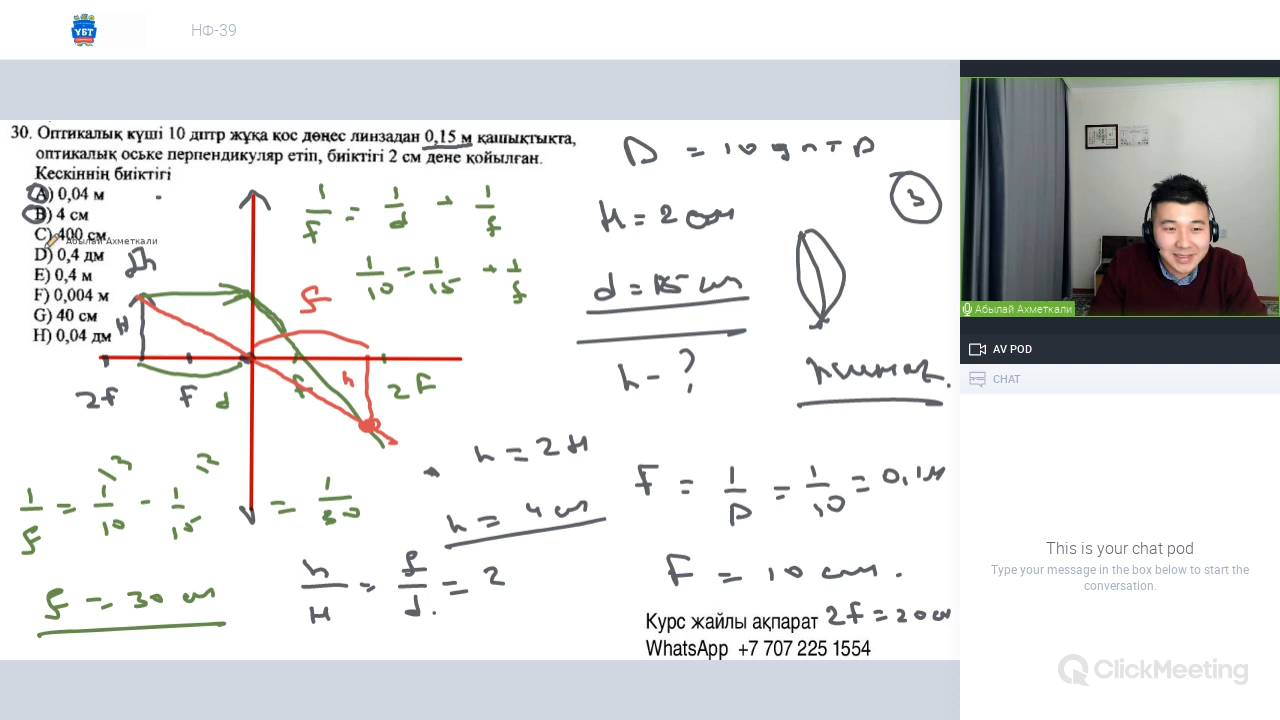 ҮБТ
НФ-39
30. Оптикалық күші 10 дптр жұқа қос дөнес линзадан 0,15 м қашықтықта,
оптикалық оське перпендикуляр етіп, биіктігі 2 см дене қойылған.
Кескіннің биіктігі
A) 0,04 м
B) 4 см
C) 400 см
Абылай Ахметкали
D) 0,4 дм
E) 0,4 м
F) 0,004 м
G) 40 см
H) 0,04 дм
1/F = 1/d + 1/f
1/10 = 1/15 + 1/f
f
H
h
2F F d F 2F
1/f = 1/10 - 1/15 = 1/30
f = 30 см
h = 2H
h = 4 см
h/H = f/d = 2
D = 10 дптр
H = 2 см
d = 15 см
h - ?
3
F = 1/D = 1/10 = 0,1м
F = 10 см.
2F = 20 см
Курс жайлы ақпарат
WhatsApp +7 707 225 1554
Абылай Ахметкали
AV POD
CHAT
This is your chat pod
Type your message in the box below to start the
conversation.
ClickMeeting